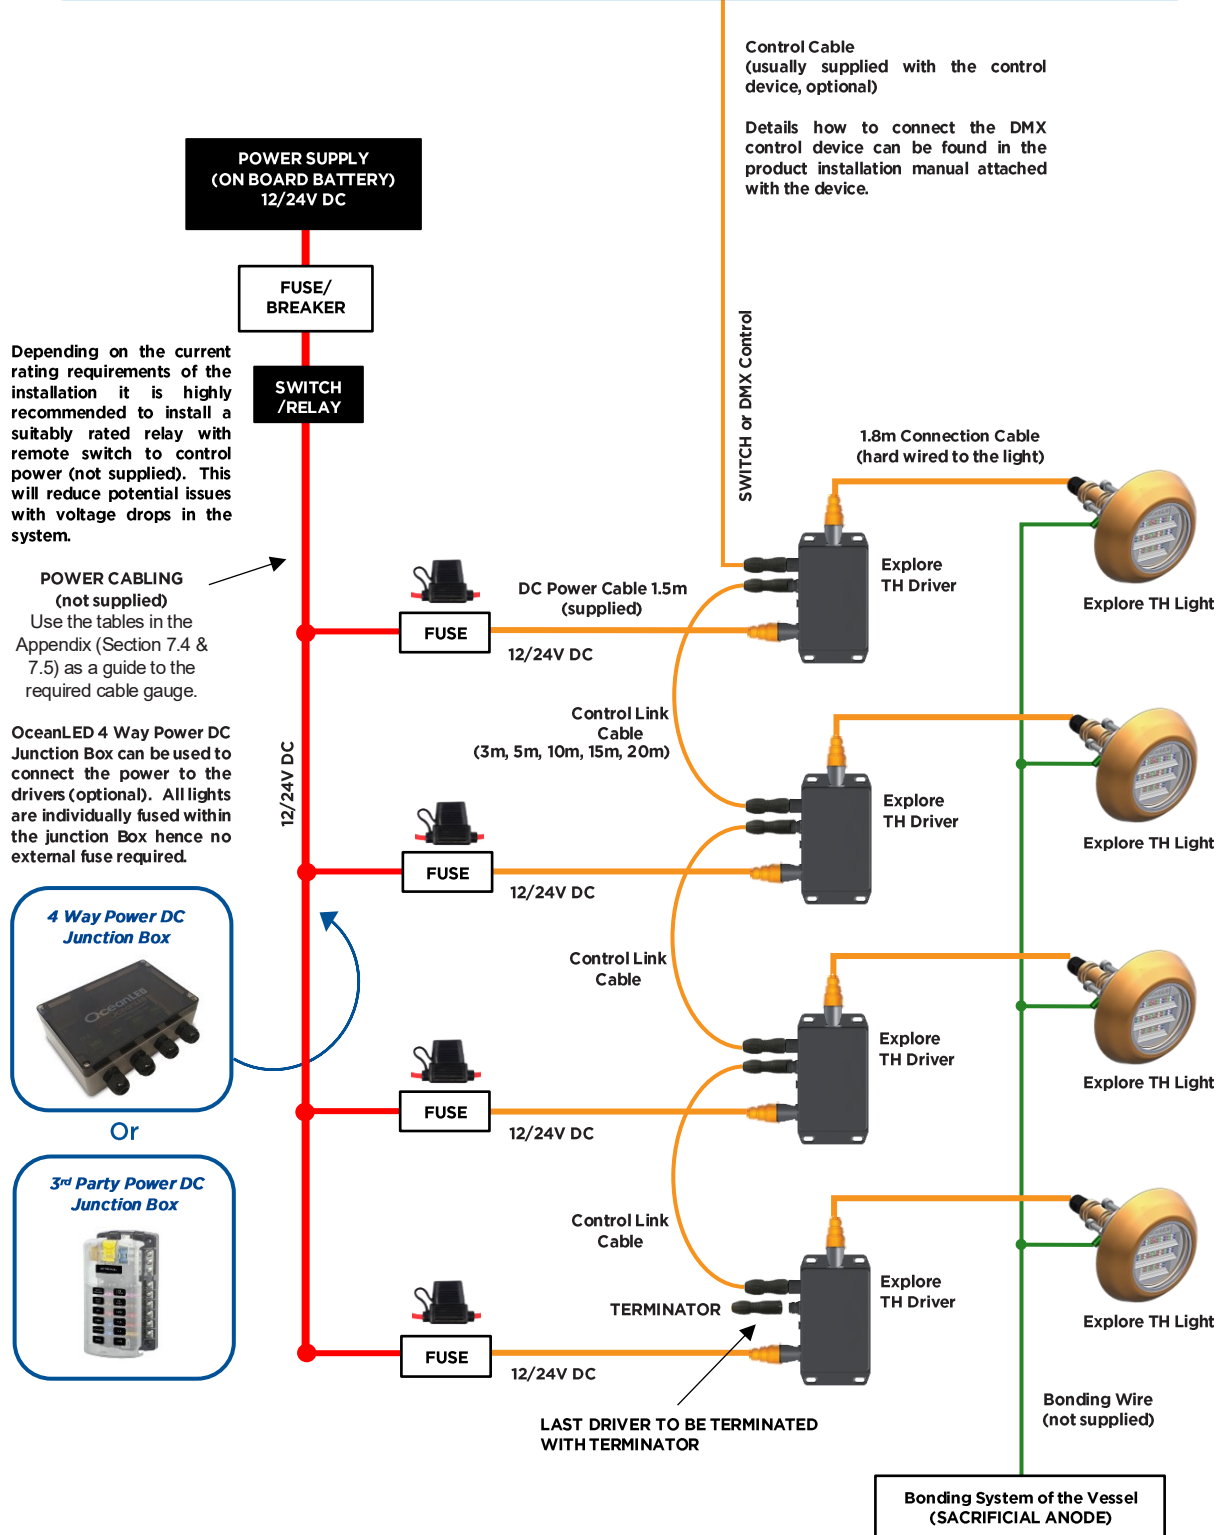 Control Cable
(usually supplied with the control
device, optional)
Details how to connect the DMX
control device can be found in the
product installation manual attached
with the device.
POWER SUPPLY
(ON BOARD BATTERY)
12/24V DC
FUSE/
BREAKER
SWITCH
/RELAY
Depending on the current
rating requirements of the
installation it is highly
recommended to install a
suitably rated relay with
remote switch to control
power (not supplied). This
will reduce potential issues
with voltage drops in the
system.
POWER CABLING
(not supplied)
Use the tables in the
Appendix (Section 7.4 &
7.5) as a guide to the
required cable gauge.
OceanLED 4 Way Power DC
Junction Box can be used to
connect the power to the
drivers (optional). All lights
are individually fused within
the junction Box hence no
external fuse required.
12/24V DC
4 Way Power DC
Junction Box
OceanLED
Or
3rd Party Power DC
Junction Box
SWITCH or DMX Control
1.8m Connection Cable
(hard wired to the light)
FUSE
DC Power Cable 1.5m
(supplied)
12/24V DC
Explore
TH Driver
Explore TH Light
Control Link
Cable
(3m, 5m, 10m, 15m, 20m)
FUSE
12/24V DC
Explore
TH Driver
Explore TH Light
Control Link
Cable
FUSE
12/24V DC
Explore
TH Driver
Explore TH Light
Control Link
Cable
TERMINATOR
FUSE
12/24V DC
Explore
TH Driver
Explore TH Light
LAST DRIVER TO BE TERMINATED
WITH TERMINATOR
Bonding Wire
(not supplied)
Bonding System of the Vessel
(SACRIFICIAL ANODE)